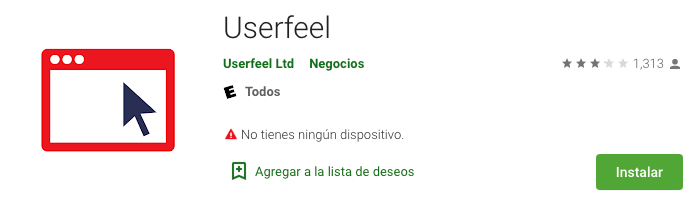 Userfeel
Userfeel Ltd Negocios 1,313
E Todos
No tienes ningún dispositivo.
Agregar a la lista de deseos Instalar